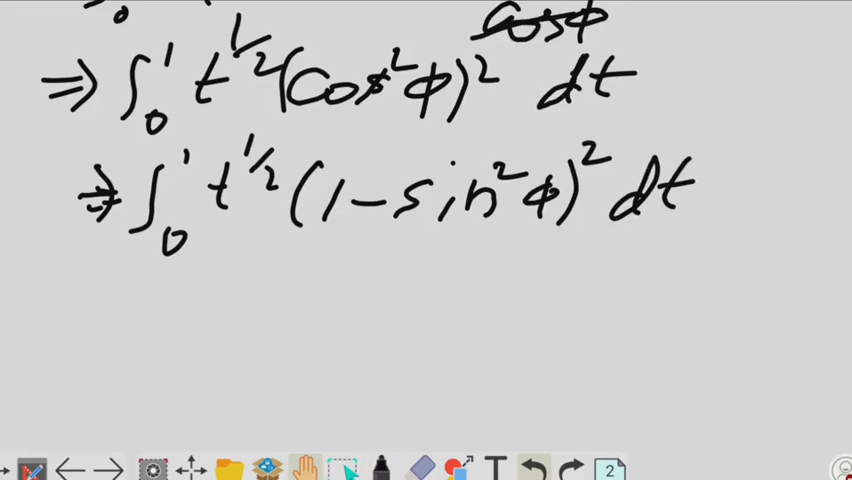 cosφ
⇒ ∫₀¹ t^{1/2} (cos²φ)² dt
⇒ ∫₀¹ t^{1/2} (1 - sin²φ)² dt
T 2